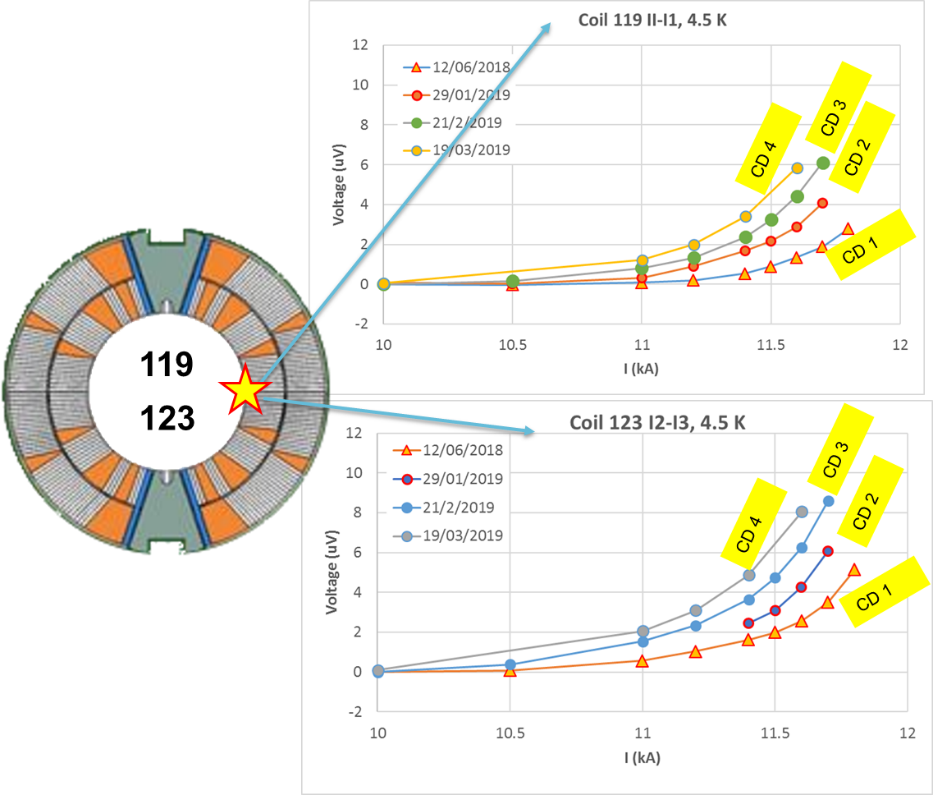 Coil 119 II-I1, 4.5 K
12
10
8
6
4
2
0
-2
Voltage (uV)
12/06/2018
29/01/2019
21/2/2019
19/03/2019
CD 4
CD 3
CD 2
CD 1
10
10.5
11
11.5
12
I (kA)
119
123
Coil 123 I2-I3, 4.5 K
12
10
8
6
4
2
0
-2
Voltage (uV)
12/06/2018
29/01/2019
21/2/2019
19/03/2019
CD 4
CD 3
CD 2
CD 1
10
10.5
11
11.5
12
I (kA)